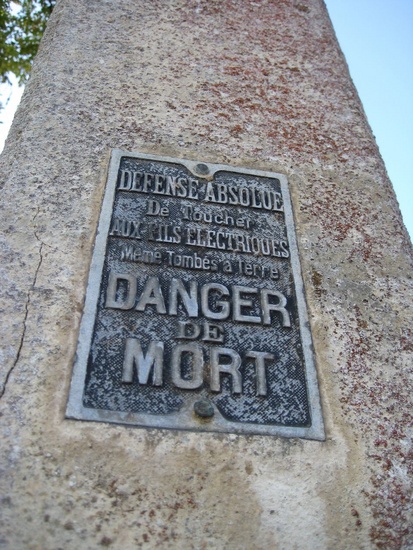 DEFENSE ABSOLUE
De Toucher
AUX FILS ELECTRIQUES
Même Tombés à Terre
DANGER
DE
MORT